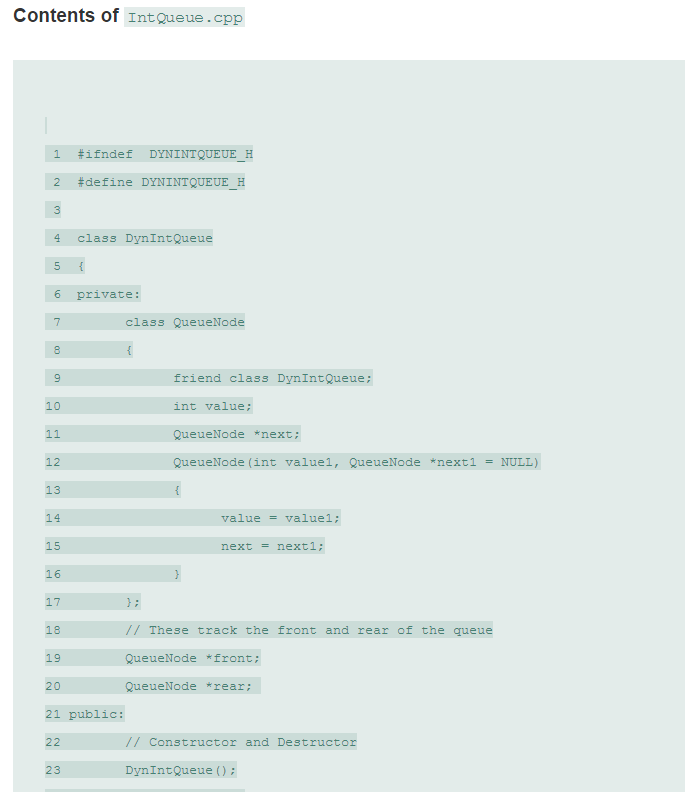 Contents of IntQueue.cpp
1 #ifndef DYNINTQUEUE_H
2 #define DYNINTQUEUE_H
3
4 class DynIntQueue
5 {
6 private:
7 class QueueNode
8 {
9 friend class DynIntQueue;
10 int value;
11 QueueNode *next;
12 QueueNode(int value1, QueueNode *next1 = NULL)
13 {
14 value = value1;
15 next = next1;
16 }
17 };
18 // These track the front and rear of the queue
19 QueueNode *front;
20 QueueNode *rear;
21 public:
22 // Constructor and Destructor
23 DynIntQueue();